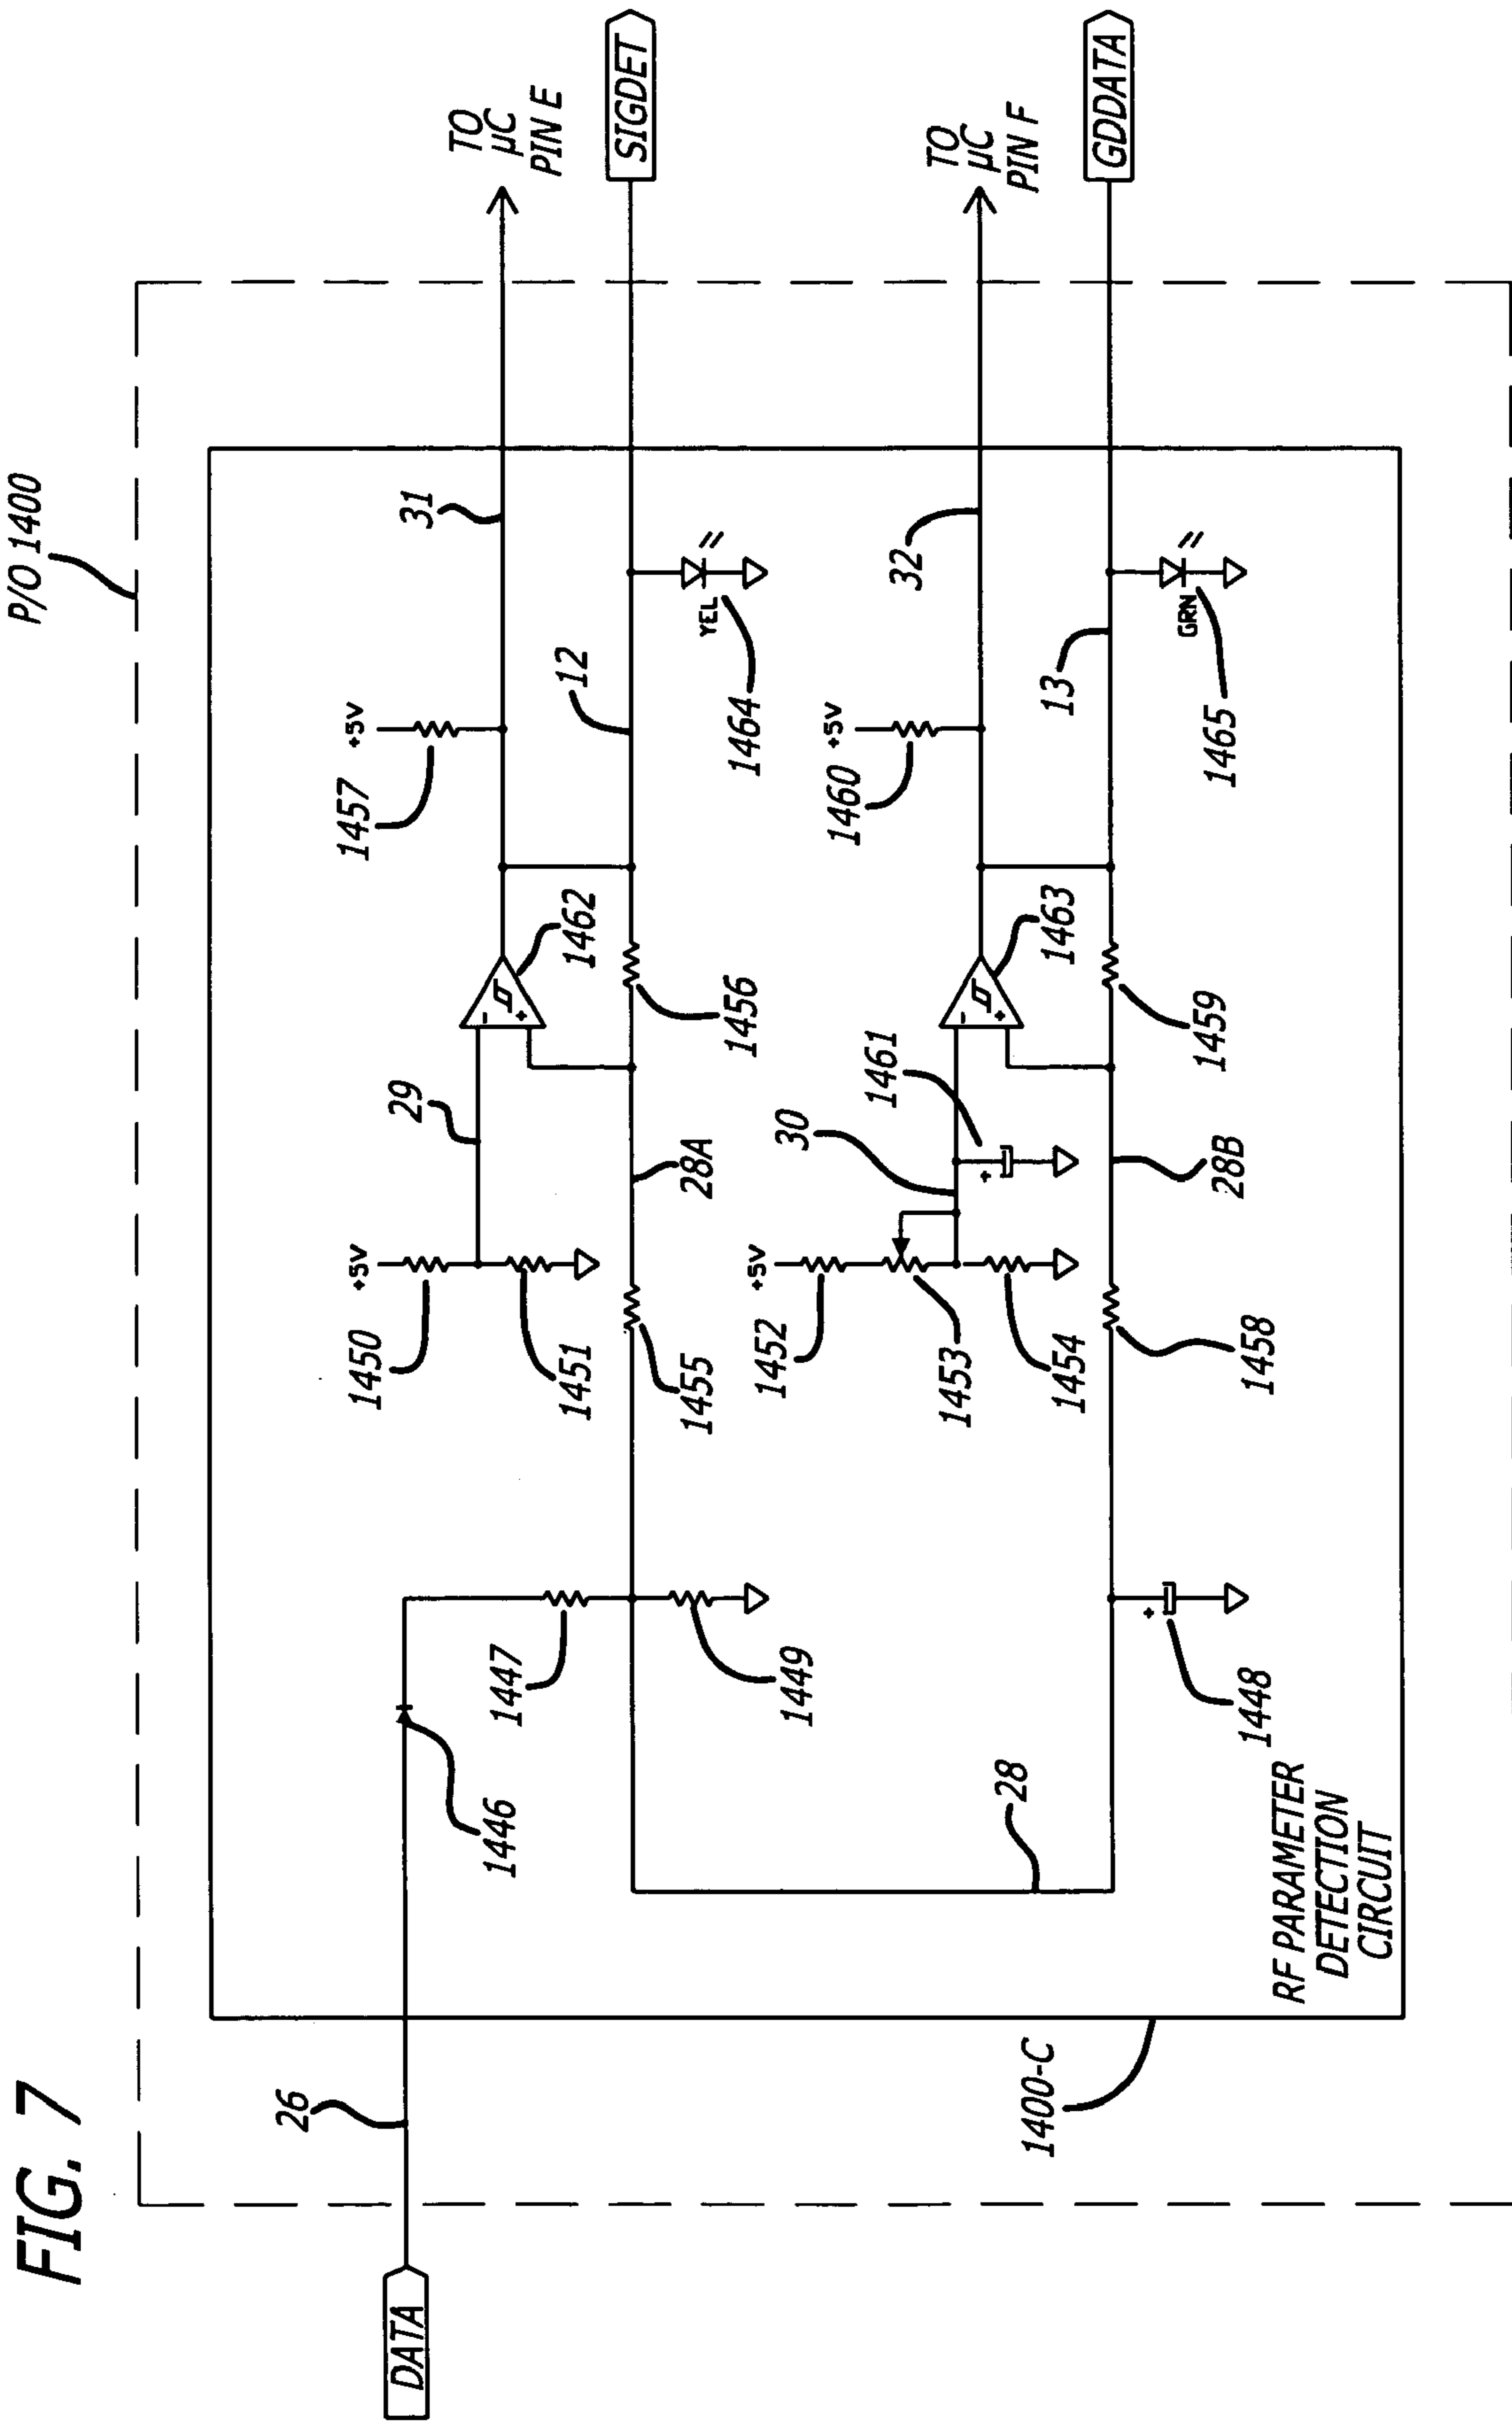 FIG. 7
P/O 1400
DATA
26
1400-C
RF PARAMETER
DETECTION
CIRCUIT
1446
1447
1449
28
1448
+5V
1450
1451
29
1455
28A
1462
1456
+5V
1457
31
12
YEL
1464
TO
µC
PIN E
SIGDET
+5V
1452
1453
1454
30
+
1461
1458
28B
-
+
-
+
1463
1459
+5V
1460
32
13
GRN
1465
TO
µC
PIN F
GDDATA
+